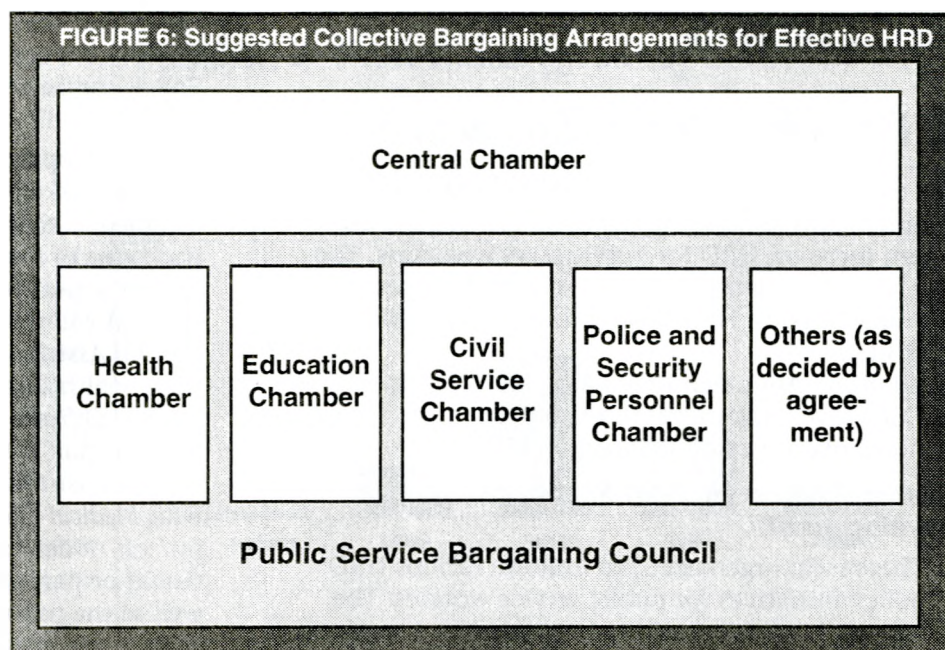 FIGURE 6: Suggested Collective Bargaining Arrangements for Effective HRD
Central Chamber
Health
Chamber
Education
Chamber
Civil
Service
Chamber
Police and
Security
Personnel
Chamber
Others (as
decided by
agree-
ment)
Public Service Bargaining Council